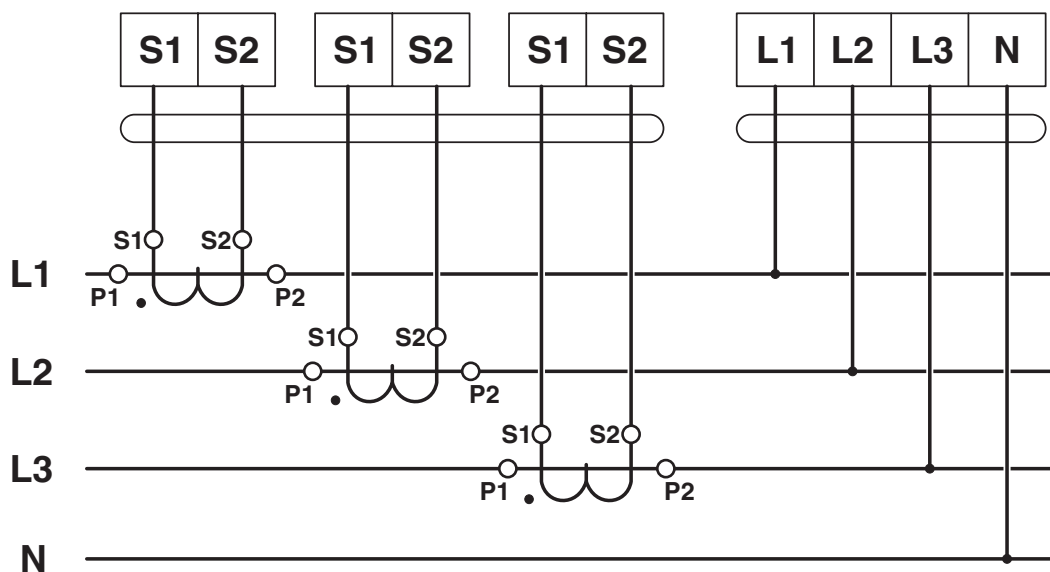 S1 S2 S1 S2 S1 S2 L1 L2 L3 N
S1 S2
L1
P1 P2
S1 S2
L2
P1 P2
S1 S2
L3
P1 P2
N